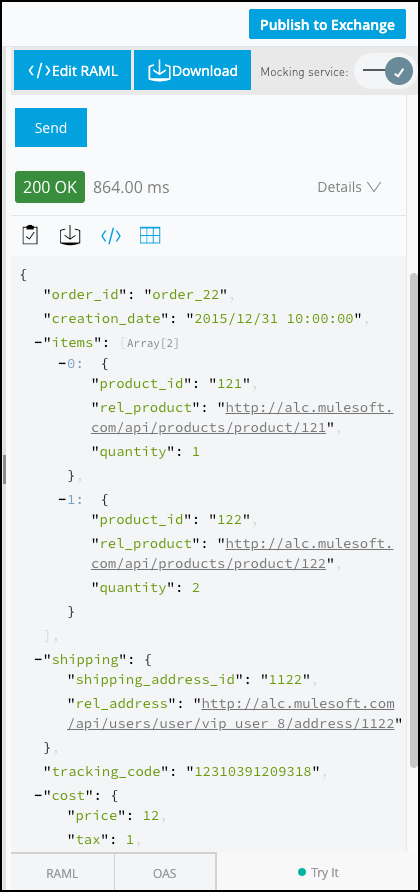 Publish to Exchange
</>Edit RAML
Download
Mocking service:
Send
200 OK
864.00 ms
Details
{
"order_id": "order_22",
"creation_date": "2015/12/31 10:00:00",
−"items": [Array[2]
−0: {
"product_id": "121",
"rel_product": "http://alc.mulesoft.
com/api/products/product/121",
"quantity": 1
},
−1: {
"product_id": "122",
"rel_product": "http://alc.mulesoft.
com/api/products/product/122",
"quantity": 2
}
],
−"shipping": {
"shipping_address_id": "1122",
"rel_address": "http://alc.mulesoft.com
/api/users/user/vip_user_8/address/1122"
},
"tracking_code": "12310391209318",
−"cost": {
"price": 12,
"tax": 1,
RAML
OAS
Try It